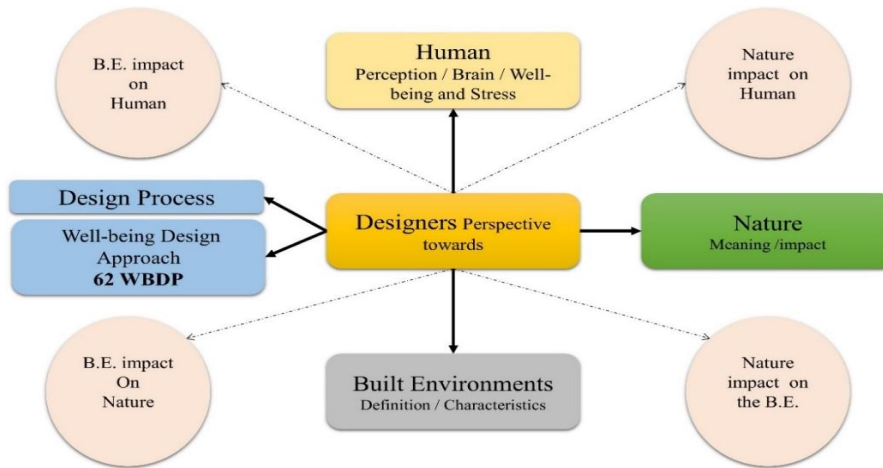 B.E. impact
on
Human
Human
Perception / Brain / Well-
being and Stress
Nature
impact on
Human
Design Process
Well-being Design
Approach
62 WBDP
Designers Perspective
towards
Nature
Meaning /impact
B.E. impact
On
Nature
Built Environments
Definition / Characteristics
Nature
impact on
the B.E.